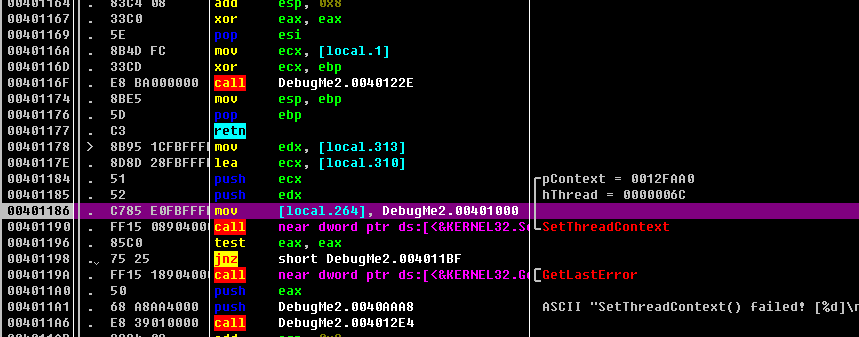 00401164 . 83C4 08 add esp, 0x8
00401167 . 33C0 xor eax, eax
00401169 . 5E pop esi
0040116A . 8B4D FC mov ecx, [local.1]
0040116D . 33CD xor ecx, ebp
0040116F . E8 BA000000 call DebugMe2.0040122E
00401174 . 8BE5 mov esp, ebp
00401176 . 5D pop ebp
00401177 . C3 retn
00401178 > 8B95 1CFBFFFF mov edx, [local.313]
0040117E . 8D8D 28FBFFFF lea ecx, [local.310]
00401184 . 51 push ecx pContext = 0012FAA0
00401185 . 52 push edx hThread = 0000006C
00401186 . C785 E0FBFFFF mov [local.264], DebugMe2.00401000
00401190 . FF15 08904000 call near dword ptr ds:[<&KERNEL32.Se SetThreadContext
00401196 . 85C0 test eax, eax
00401198 . 75 25 jnz short DebugMe2.004011BF
0040119A . FF15 18904000 call near dword ptr ds:[<&KERNEL32.Ge GetLastError
004011A0 . 50 push eax
004011A1 . 68 A8AA4000 push DebugMe2.0040AAA8 ASCII "SetThreadContext() failed! [%d]\n
004011A6 . E8 39010000 call DebugMe2.004012E4